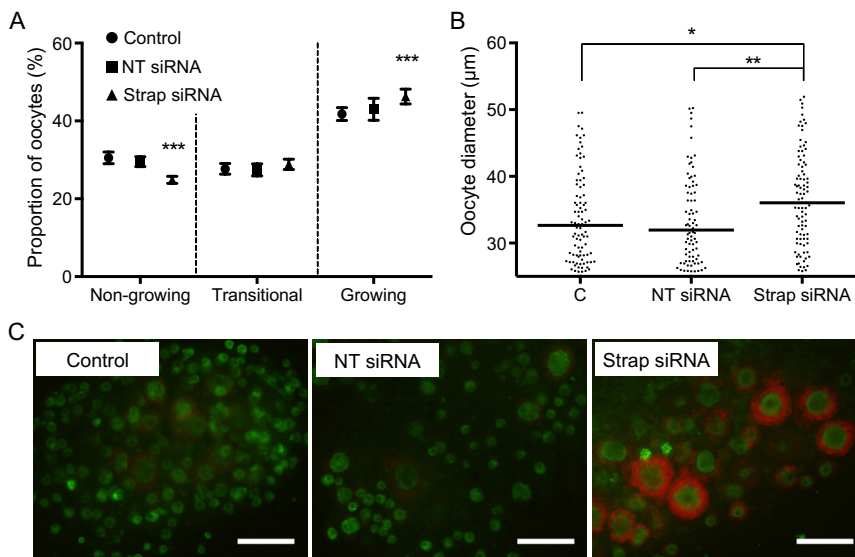 A
60
40
20
0
Proportion of oocytes (%)
Control
NT siRNA
Strap siRNA
***
***
Non-growing
Transitional
Growing
B
60
50
40
30
Oocyte diameter (μm)
*
**
C
NT siRNA
Strap siRNA
C
Control
NT siRNA
Strap siRNA